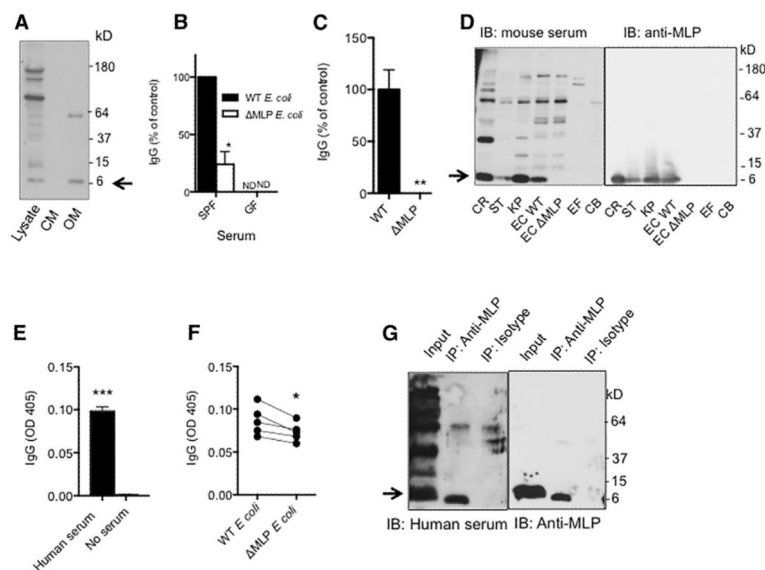 A
kD
- 180
- 64
- 37
- 15
- 6
Lysate
CM
OM
B
IgG (% of control)
100
50
0
WT E. coli
ΔMLP E. coli
*
NDND
SPF
GF
Serum
C
IgG (% of control)
150
100
50
0
**
WT
ΔMLP
D
IB: mouse serum
IB: anti-MLP
kD
- 180
- 64
- 37
- 15
- 6
CR
ST
KP
EC WT
EC ΔMLP
EF
CB
CR
ST
KP
EC WT
EC ΔMLP
EF
CB
E
IgG (OD 405)
0.15
0.10
0.05
0.00
***
Human serum
No serum
F
IgG (OD 405)
0.15
0.10
0.05
0.00
*
WT E coli
ΔMLP E coli
G
Input
IP: Anti-MLP
IP: Isotype
Input
IP: Anti-MLP
IP: Isotype
kD
- 64
- 37
- 15
- 6
IB: Human serum
IB: Anti-MLP